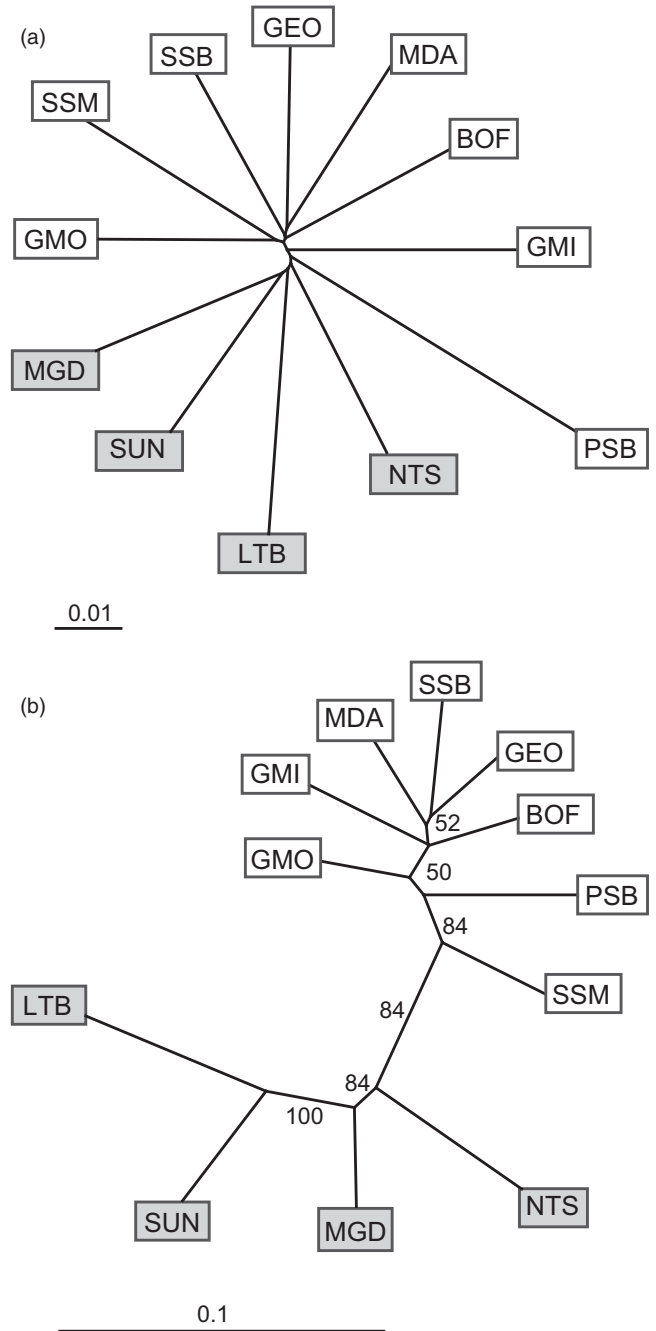 (a)
GEO
SSB
MDA
SSM
BOF
GMO
GMI
MGD
SUN
PSB
NTS
LTB
0.01
(b)
SSB
MDA
GEO
GMI
BOF
52
GMO
50
PSB
84
SSM
LTB
84
84
100
NTS
SUN
MGD
0.1